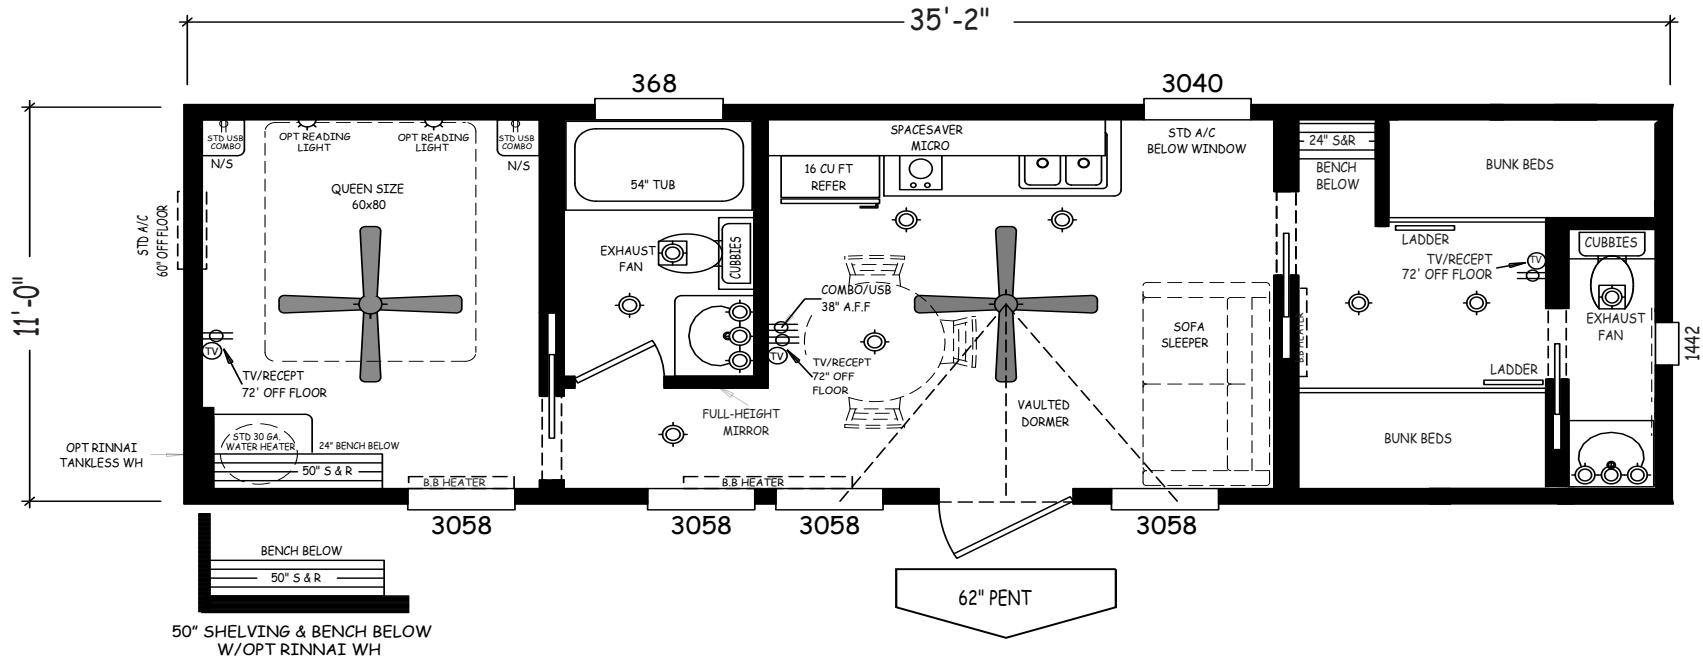 35'-2"
368
3040
11'-0"
STD USB
COMBO
N/S
OPT READING
LIGHT
OPT READING
LIGHT
STD USB
COMBO
N/S
QUEEN SIZE
60x80
STD A/C
60" OFF FLOOR
TV
TV/RECEPT
72' OFF FLOOR
OPT RINNAI
TANKLESS WH
STD 30 GA.
WATER HEATER
24" BENCH BELOW
50" S & R
B.B HEATER
54" TUB
EXHAUST
FAN
CUBBIES
FULL-HEIGHT
MIRROR
SPACESAVER
MICRO
16 CU FT
REFER
STD A/C
BELOW WINDOW
COMBO/USB
38" A.F.F
TV
TV/RECEPT
72" OFF
FLOOR
VAULTED
DORMER
SOFA
SLEEPER
B.B HEATER
B.B HEATER
24" S&R
BENCH
BELOW
BUNK BEDS
LADDER
TV/RECEPT
72' OFF FLOOR
TV
LADDER
BUNK BEDS
CUBBIES
EXHAUST
FAN
1442
3058
3058
3058
3058
BENCH BELOW
50" S & R
50" SHELVING & BENCH BELOW
W/OPT RINNAI WH
62" PENT